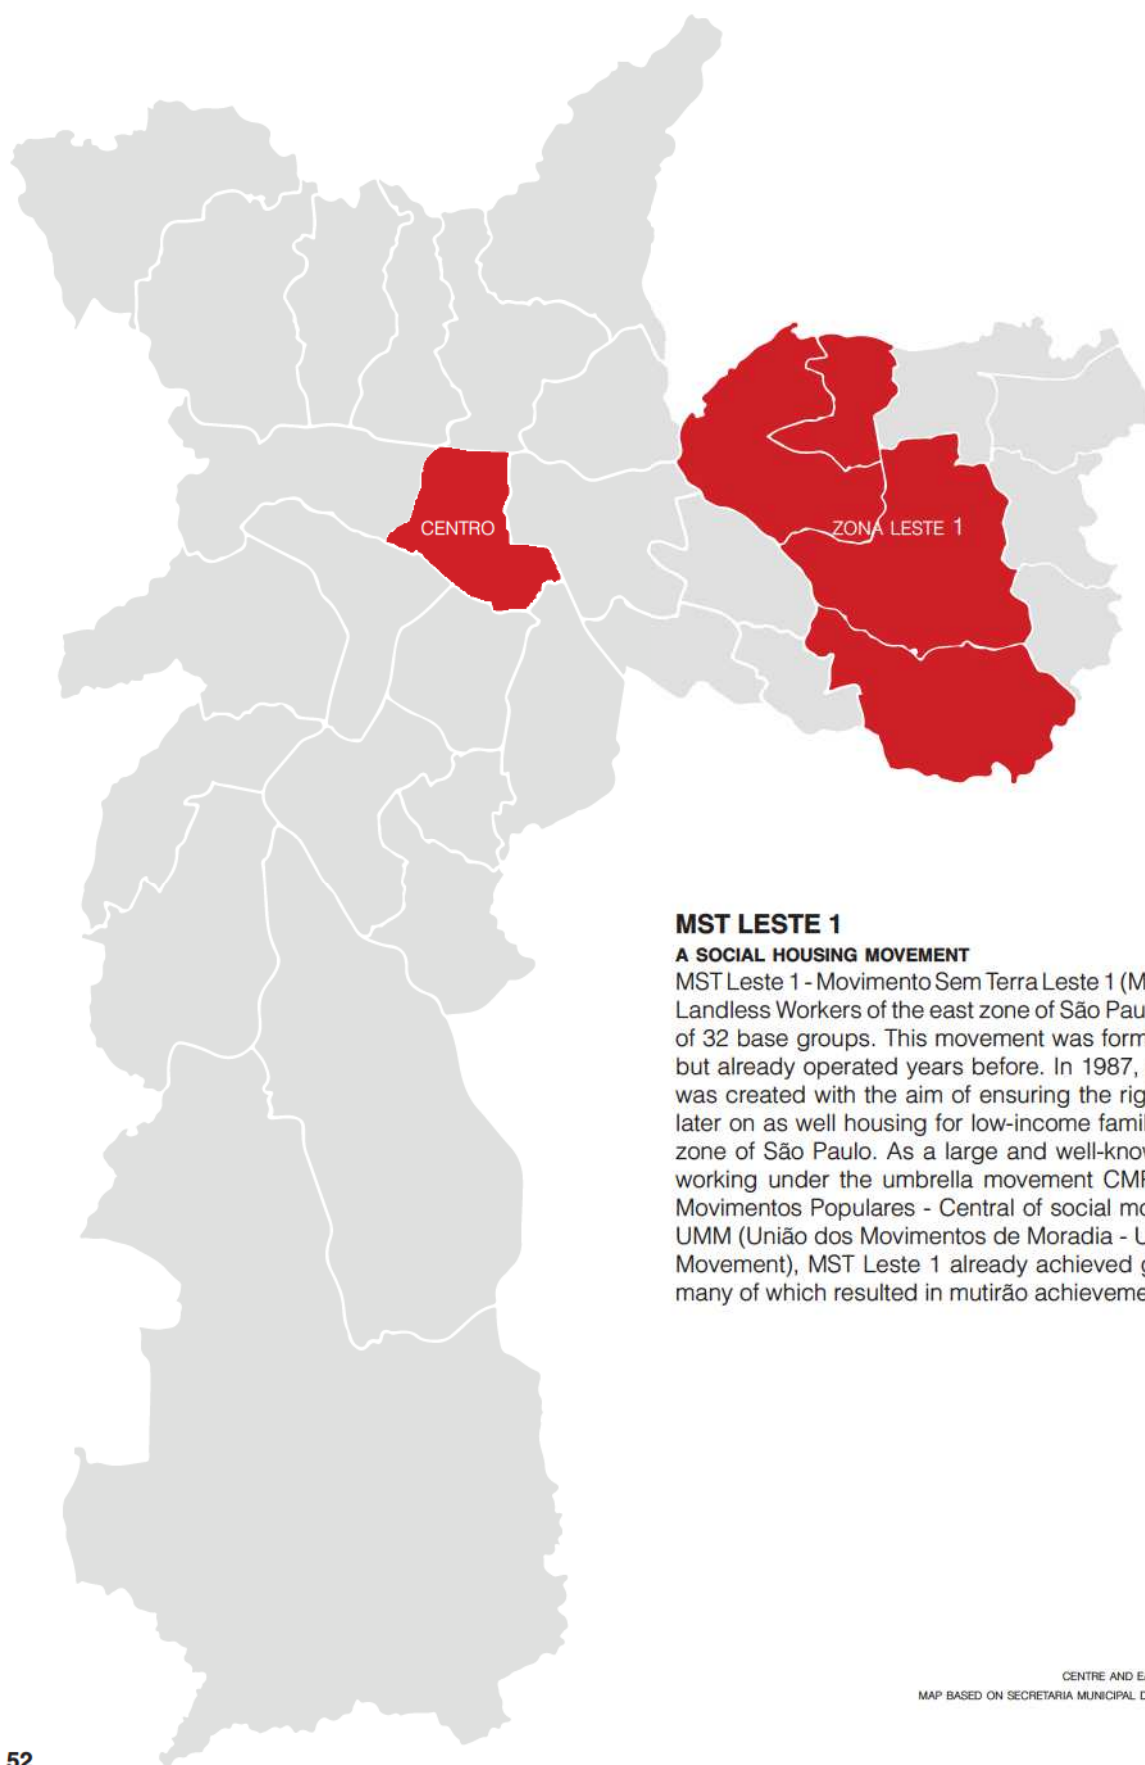 CENTRO
ZONA LESTE 1
MST LESTE 1
A SOCIAL HOUSING MOVEMENT
MST Leste 1 - Movimento Sem Terra Leste 1 (M
Landless Workers of the east zone of São Pau
of 32 base groups. This movement was form
but already operated years before. In 1987,
was created with the aim of ensuring the rig
later on as well housing for low-income famil
zone of São Paulo. As a large and well-know
working under the umbrella movement CMP
Movimentos Populares - Central of social mo
UMM (União dos Movimentos de Moradia - U
Movement), MST Leste 1 already achieved g
many of which resulted in mutirão achieveme
CENTRE AND EA
MAP BASED ON SECRETARIA MUNICIPAL D
52